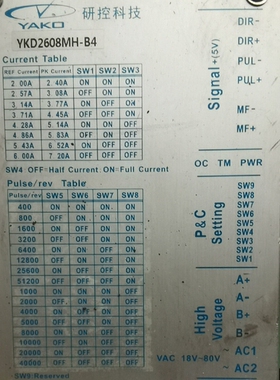 YAKO 研控科技
YKD2608MH-B4
Current Table
REF Current PK Current SW1 SW2 SW3
2.00A 2.40A ON ON ON
2.57A 3.08A OFF ON ON
3.14A 3.77A ON OFF ON
3.71A 4.45A OFF OFF ON
4.28A 5.14A ON ON OFF
4.86A 5.83A OFF ON OFF
5.43A 6.52A ON OFF OFF
6.00A 7.20A OFF OFF OFF
SW4:OFF=Half Current ON=Full Current
Pulse/rev Table
Pulse/rev SW5 SW6 SW7 SW8
400 ON ON ON ON
800 OFF ON ON ON
1600 ON OFF ON ON
3200 OFF OFF ON ON
6400 ON ON OFF ON
12800 OFF ON OFF ON
25600 ON OFF OFF ON
51200 OFF OFF OFF ON
1000 ON ON ON OFF
2000 OFF ON ON OFF
4000 ON OFF ON OFF
5000 OFF OFF ON OFF
8000 ON ON OFF OFF
10000 OFF ON OFF OFF
20000 ON OFF OFF OFF
40000 OFF OFF OFF OFF
SW9 Reserved
Signal +(5V)
DIR-
DIR+
PUL-
PUL+
MF-
MF+
OC TM PWR
P&C Setting
SW9
SW8
SW7
SW6
SW5
SW4
SW3
SW2
SW1
High Voltage
A+
A-
B+
B-
~ AC1
~ AC2
VAC 18V~80V